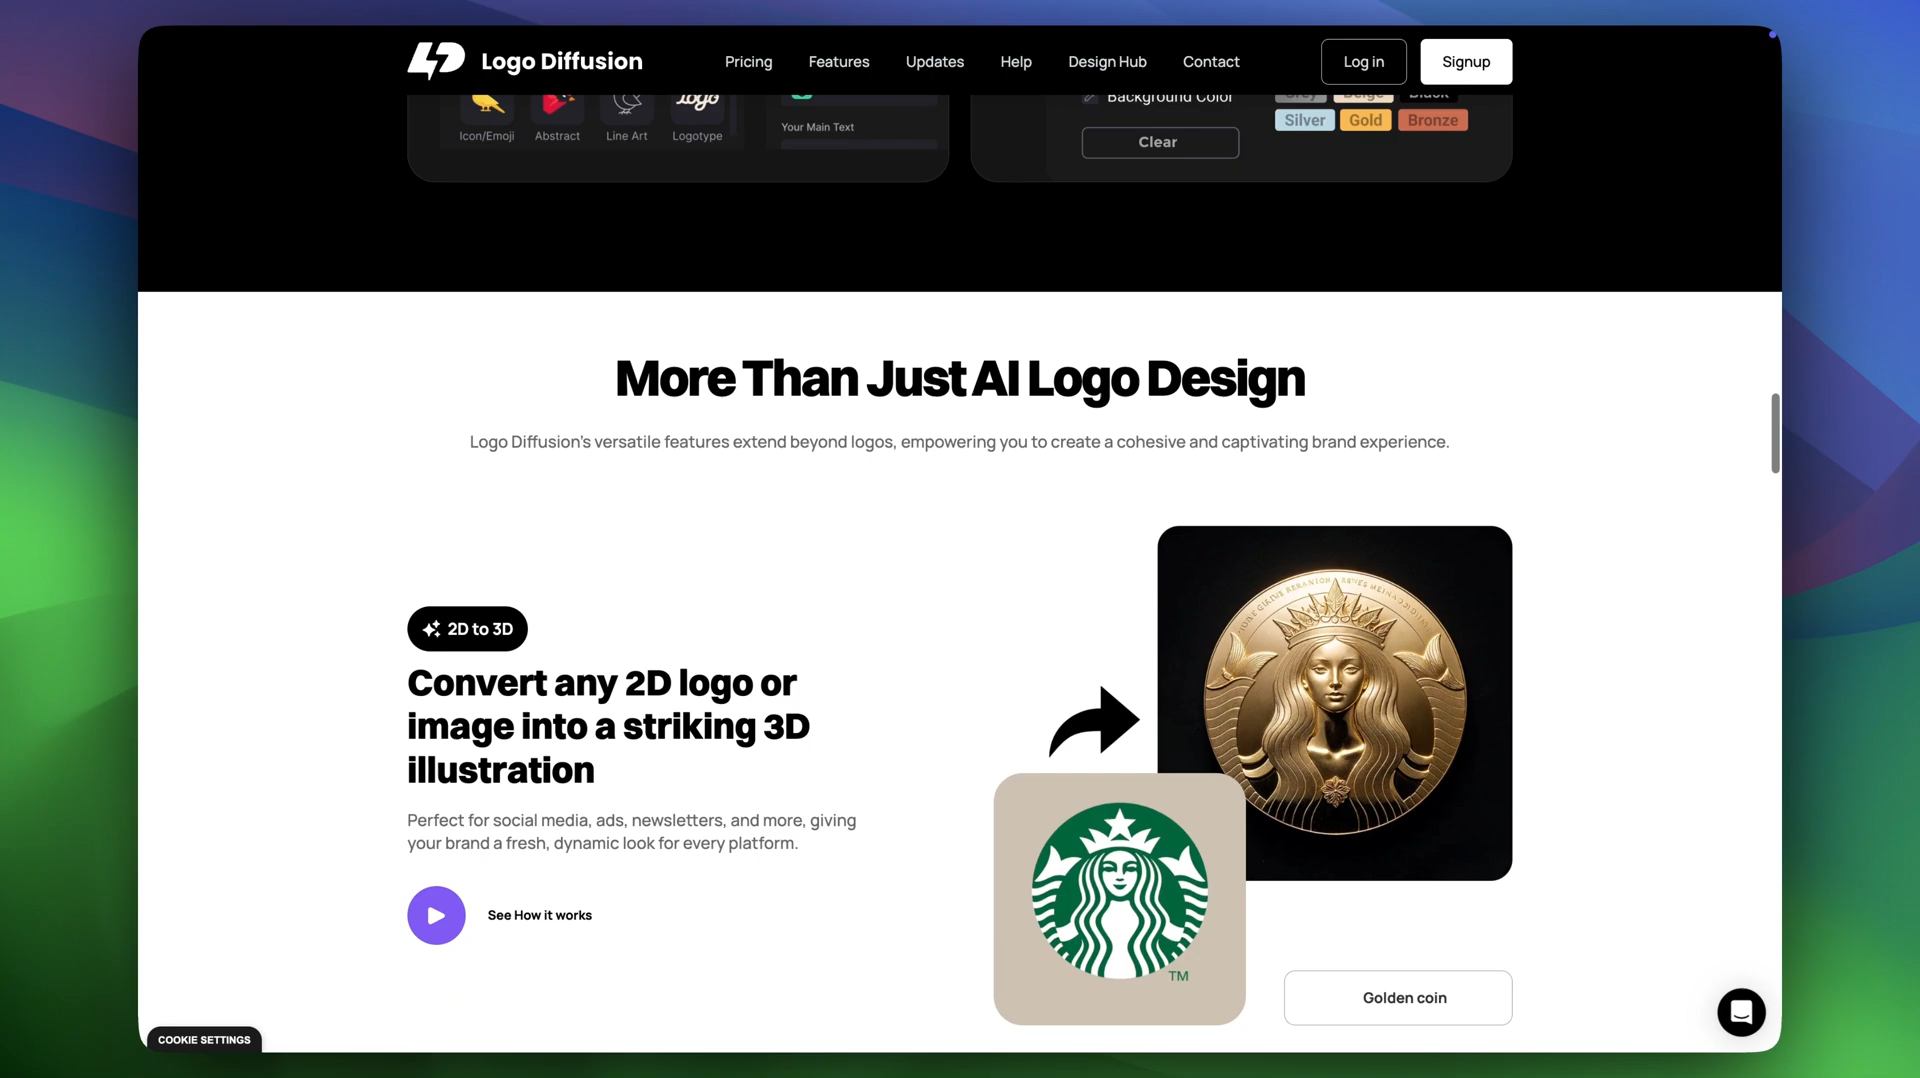 Logo Diffusion
Pricing
Features
Updates
Help
Design Hub
Contact
Log in
Signup
Icon/Emoji
Abstract
Line Art
logo
Logotype
Your Main Text
Background Color
Grey
Beige
Black
Silver
Gold
Bronze
Clear
More Than Just AI Logo Design
Logo Diffusion's versatile features extend beyond logos, empowering you to create a cohesive and captivating brand experience.
2D to 3D
Convert any 2D logo or
image into a striking 3D
illustration
Perfect for social media, ads, newsletters, and more, giving
your brand a fresh, dynamic look for every platform.
See How it works
TM
Golden coin
COOKIE SETTINGS